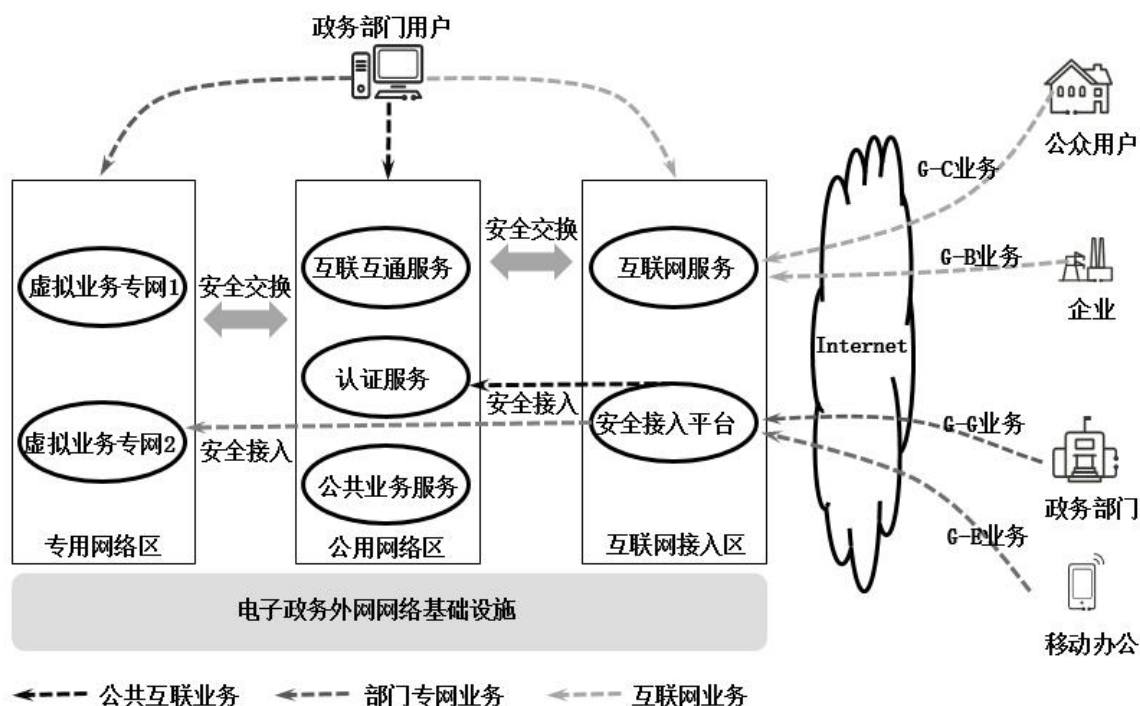 政务部门用户
公众用户
G-C业务
安全交换
互联互通服务
互联网服务
G-B业务
虚拟业务专网1
安全交换
企业
Internet
认证服务
安全接入
安全接入平台
G-G业务
虚拟业务专网2
安全接入
公共业务服务
政务部门
专用网络区
公用网络区
互联网接入区
G-E业务
电子政务外网网络基础设施
移动办公
公共互联业务
部门专网业务
互联网业务